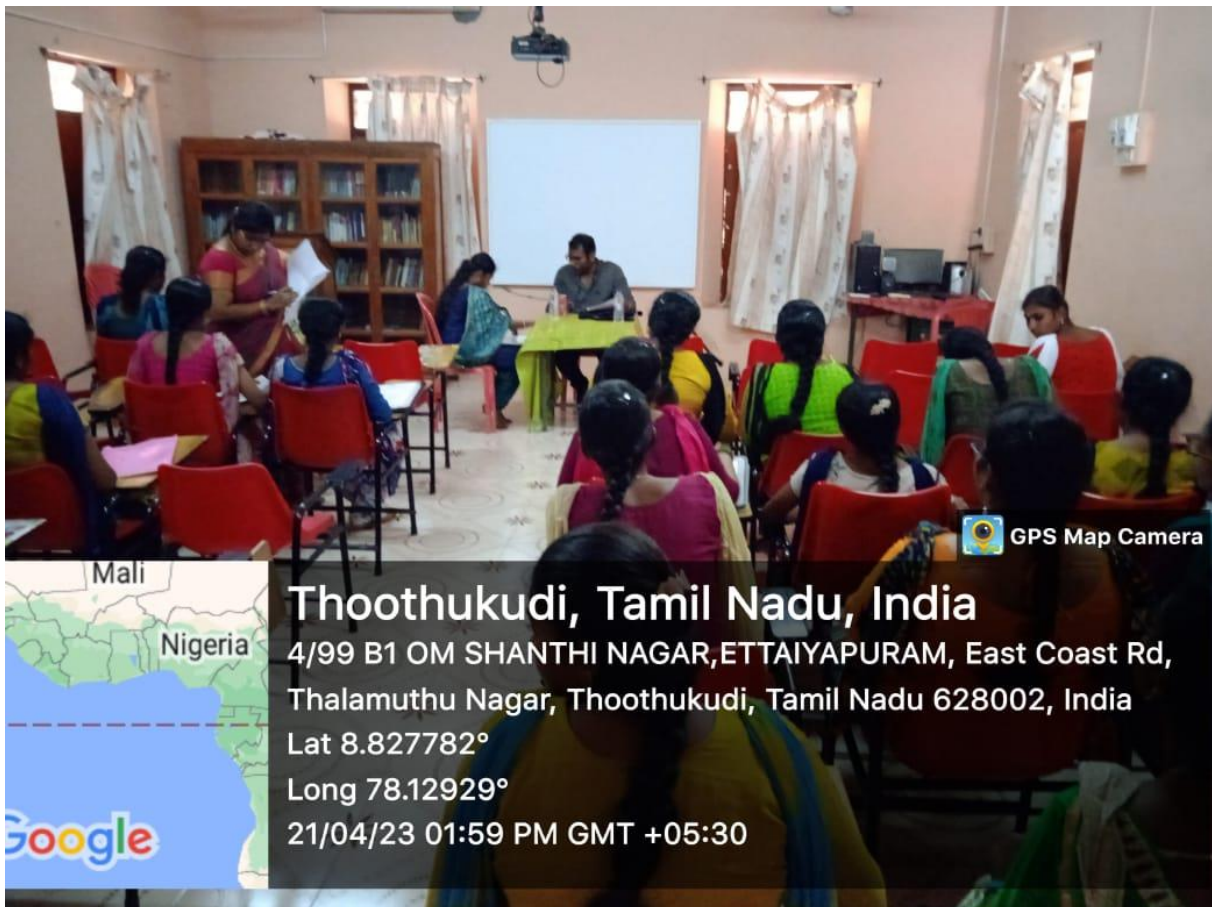 GPS Map Camera
Mali
Nigeria
Google
Thoothukudi, Tamil Nadu, India
4/99 B1 OM SHANTHI NAGAR,ETTAIYAPURAM, East Coast Rd,
Thalamuthu Nagar, Thoothukudi, Tamil Nadu 628002, India
Lat 8.827782°
Long 78.12929°
21/04/23 01:59 PM GMT +05:30